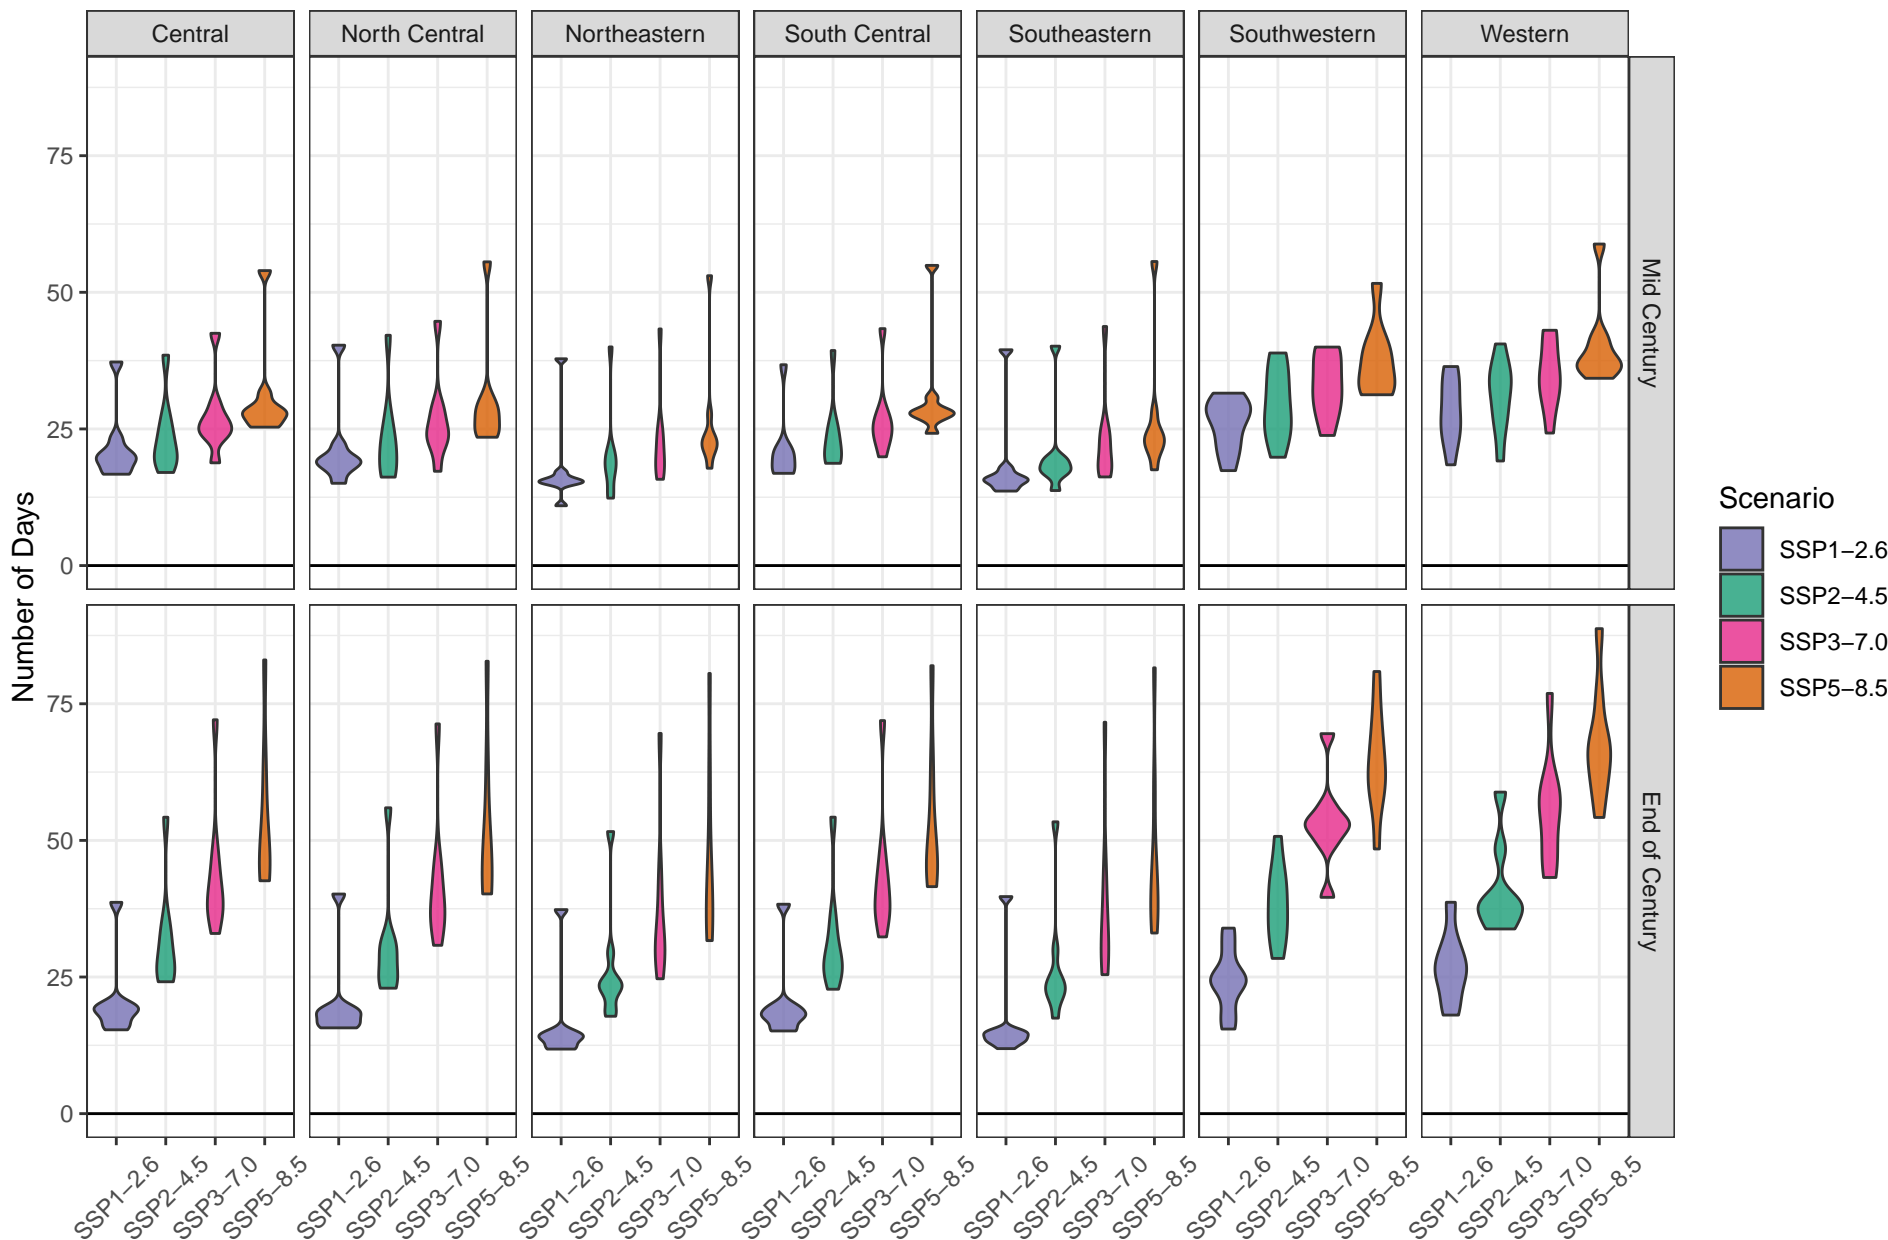 Central
North Central
Northeastern
South Central
Southeastern
Southwestern
Western
Number of Days
75
50
25
0
Mid Century
75
50
25
0
End of Century
SSP1−2.6
SSP2−4.5
SSP3−7.0
SSP5−8.5
SSP1−2.6
SSP2−4.5
SSP3−7.0
SSP5−8.5
SSP1−2.6
SSP2−4.5
SSP3−7.0
SSP5−8.5
SSP1−2.6
SSP2−4.5
SSP3−7.0
SSP5−8.5
SSP1−2.6
SSP2−4.5
SSP3−7.0
SSP5−8.5
SSP1−2.6
SSP2−4.5
SSP3−7.0
SSP5−8.5
SSP1−2.6
SSP2−4.5
SSP3−7.0
SSP5−8.5
Scenario
SSP1−2.6
SSP2−4.5
SSP3−7.0
SSP5−8.5